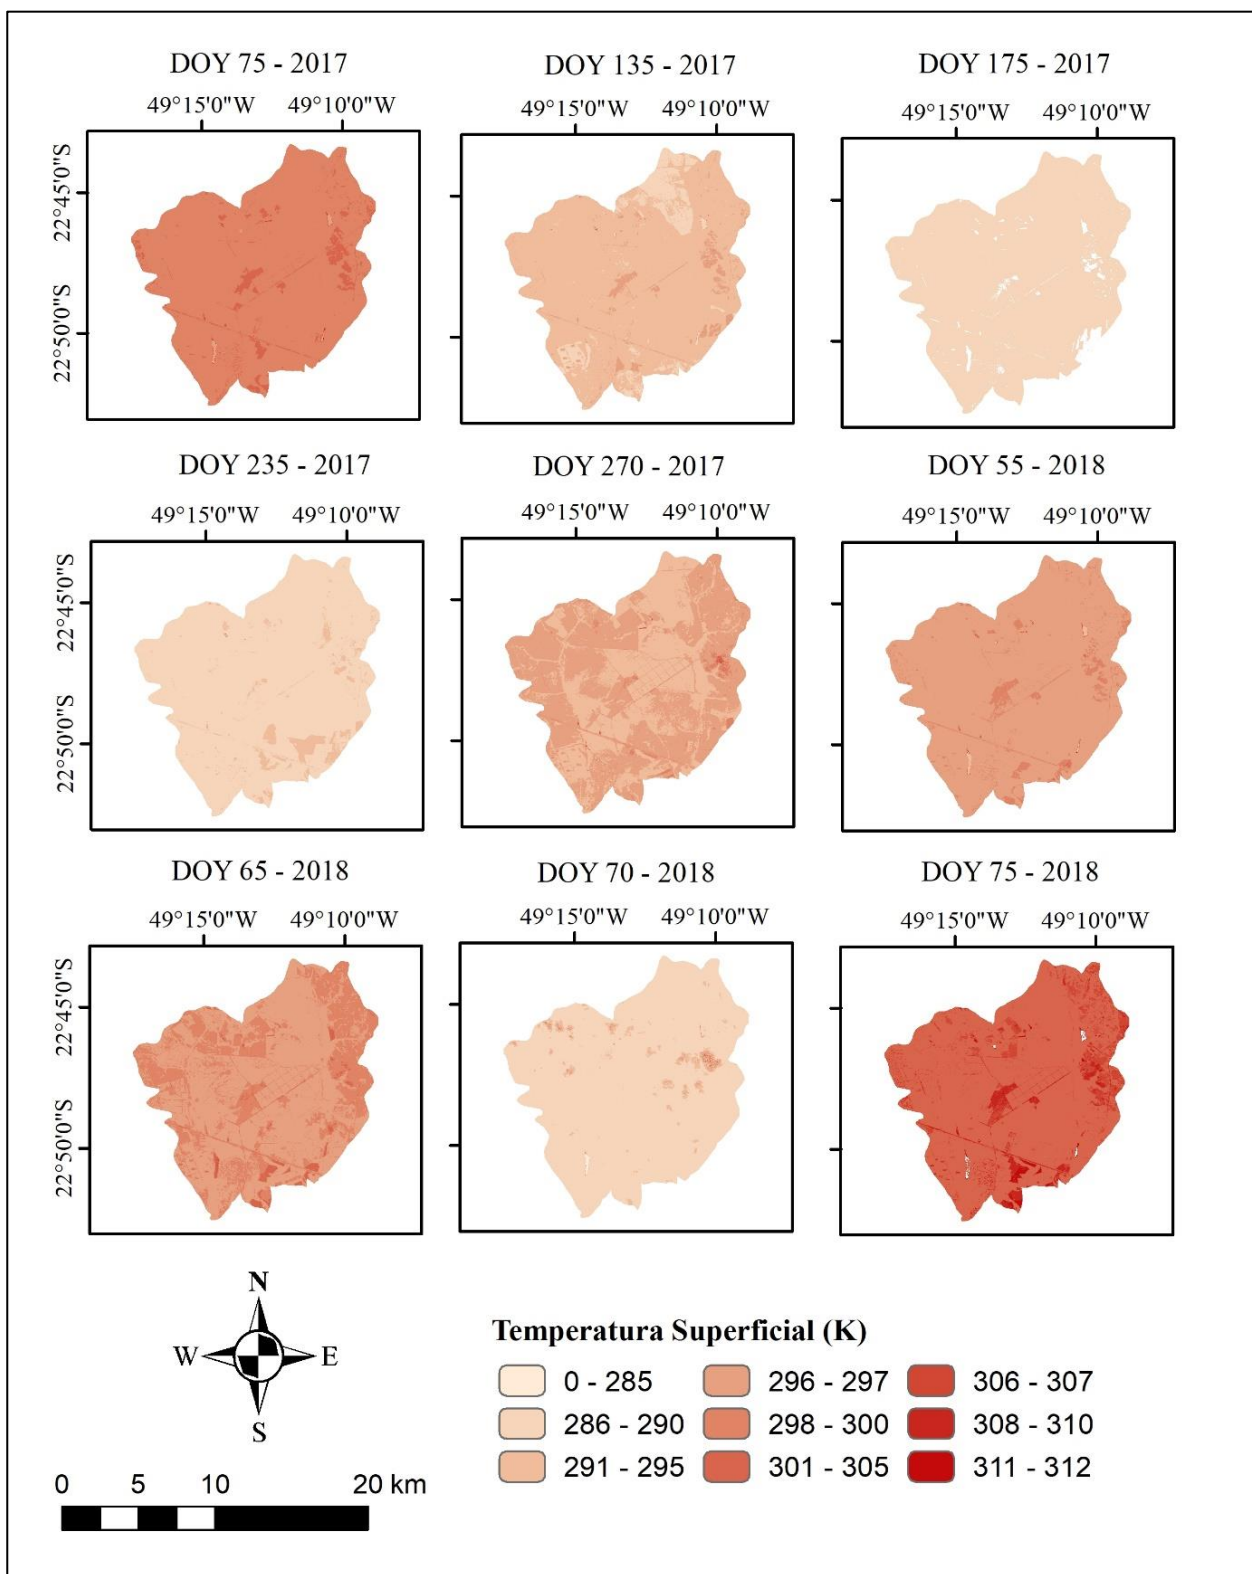 DOY 75 - 2017 DOY 135 - 2017 DOY 175 - 2017
49°15'0"W 49°10'0"W 49°15'0"W 49°10'0"W 49°15'0"W 49°10'0"W
22°45'0"S
22°50'0"S
DOY 235 - 2017 DOY 270 - 2017 DOY 55 - 2018
49°15'0"W 49°10'0"W 49°15'0"W 49°10'0"W 49°15'0"W 49°10'0"W
22°45'0"S
22°50'0"S
DOY 65 - 2018 DOY 70 - 2018 DOY 75 - 2018
49°15'0"W 49°10'0"W 49°15'0"W 49°10'0"W 49°15'0"W 49°10'0"W
22°45'0"S
22°50'0"S
N
W E
S
0 5 10 20 km
Temperatura Superficial (K)
0 - 285 296 - 297 306 - 307
286 - 290 298 - 300 308 - 310
291 - 295 301 - 305 311 - 312